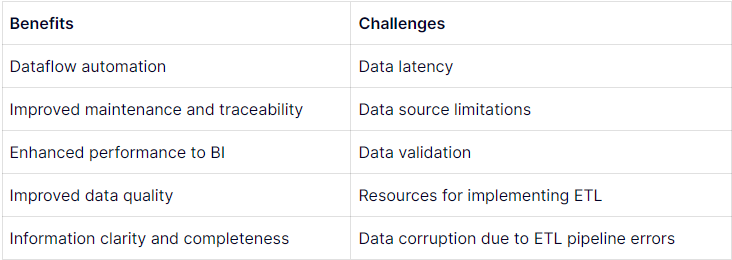 Benefits Challenges
Dataflow automation Data latency
Improved maintenance and traceability Data source limitations
Enhanced performance to BI Data validation
Improved data quality Resources for implementing ETL
Information clarity and completeness Data corruption due to ETL pipeline errors